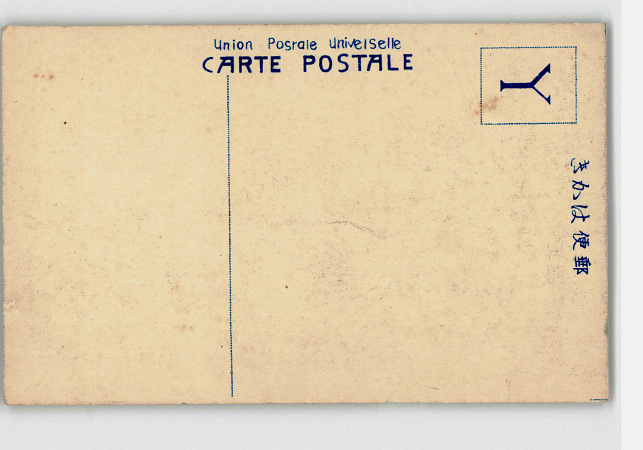 Union Posrale Univelselle
CARTE POSTALE
Y
郵便はかき